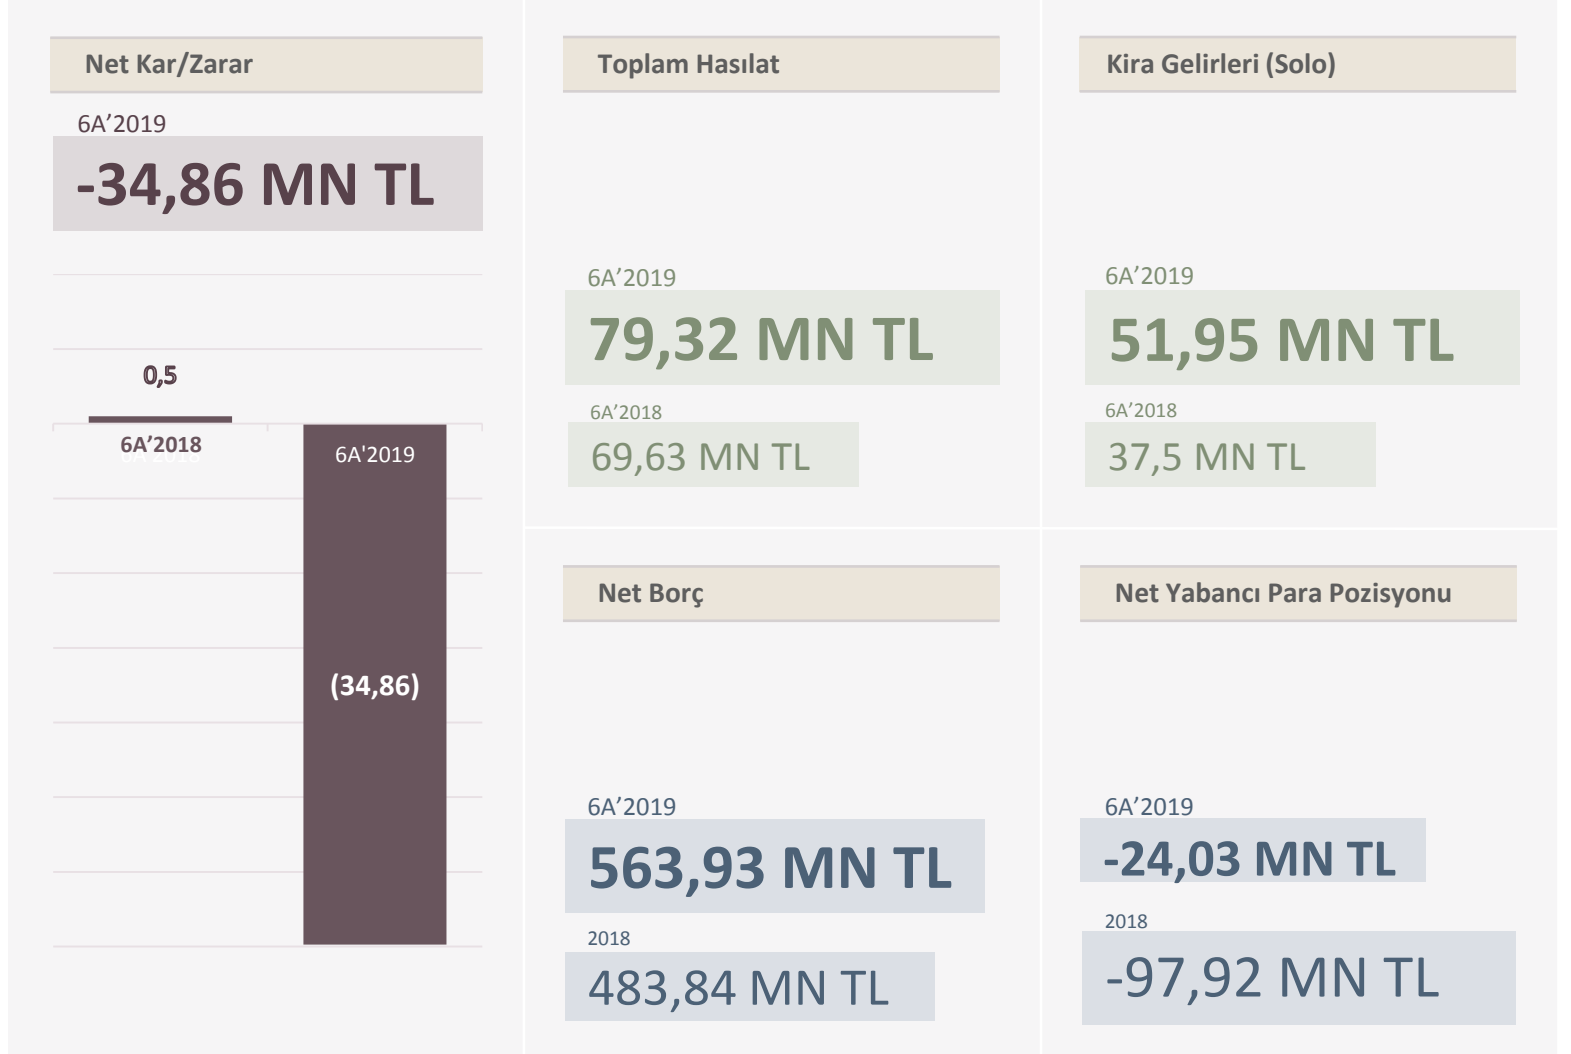 Net Kar/Zarar
6A’2019
-34,86 MN TL
0,5
6A’2018
6A'2018
6A'2019
(34,86)
Toplam Hasılat
6A’2019
79,32 MN TL
6A’2018
69,63 MN TL
Kira Gelirleri (Solo)
6A’2019
51,95 MN TL
6A’2018
37,5 MN TL
Net Borç
6A’2019
563,93 MN TL
2018
483,84 MN TL
Net Yabancı Para Pozisyonu
6A’2019
-24,03 MN TL
2018
-97,92 MN TL